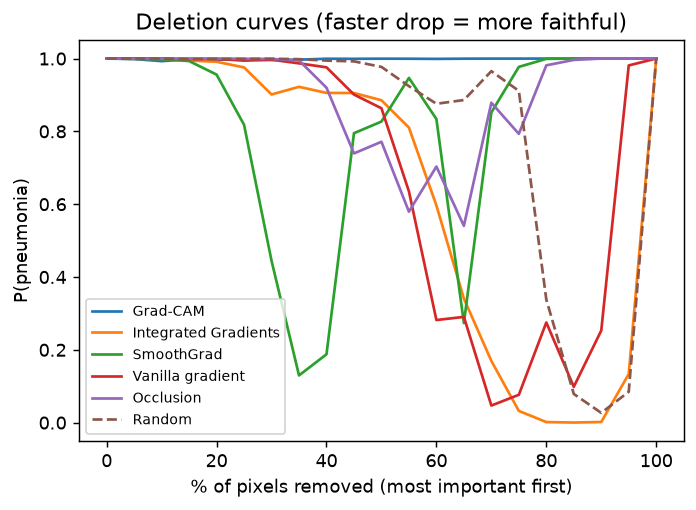 Deletion curves (faster drop = more faithful)
P(pneumonia)
1.0
0.8
0.6
0.4
0.2
0.0
Grad-CAM
Integrated Gradients
SmoothGrad
Vanilla gradient
Occlusion
Random
0 20 40 60 80 100
% of pixels removed (most important first)